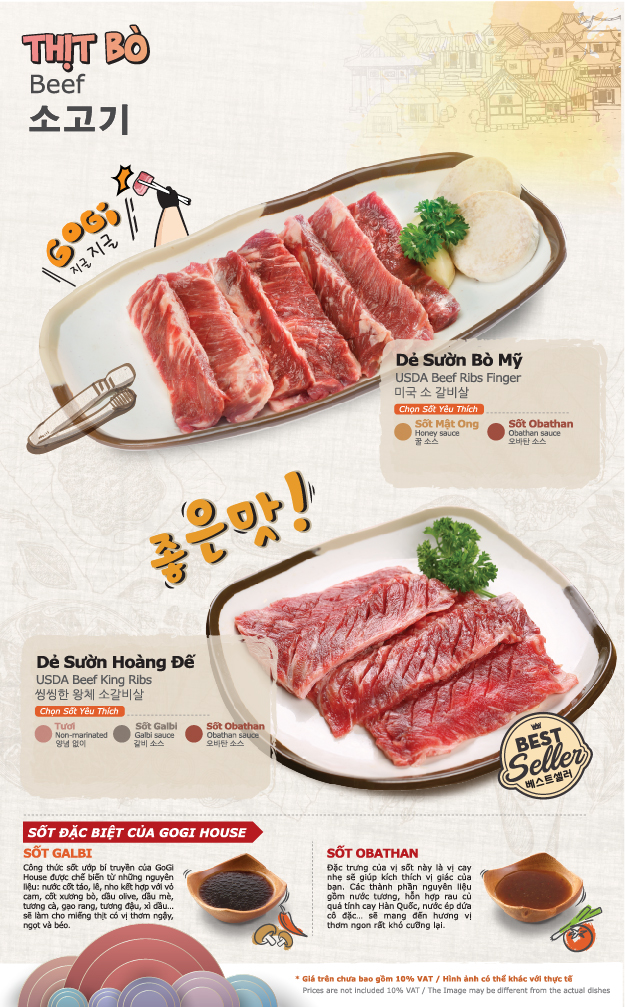 THỊT BÒ
Beef
소고기
GOGI
지글 지글
Dẻ Sườn Bò Mỹ
USDA Beef Ribs Finger
미국 소 갈비살
Chọn Sốt Yêu Thích
Sốt Mật Ong
Honey sauce
꿀 소스
Sốt Obathan
Obathan sauce
오바탄 소스
좋은맛!
Dẻ Sườn Hoàng Đế
USDA Beef King Ribs
씽씽한 왕체 소갈비살
Chọn Sốt Yêu Thích
Tươi
Non-marinated
양념 없이
Sốt Galbi
Galbi sauce
갈비 소스
Sốt Obathan
Obathan sauce
오바탄 소스
BEST
Seller
베스트셀러
SỐT ĐẶC BIỆT CỦA GOGI HOUSE
SỐT GALBI
Công thức sốt ướp bí truyền của GoGi
House được chế biến từ những nguyên
liệu: nước cốt táo, lê, nho kết hợp với vỏ
cam, cốt xương bò, dầu olive, dầu mè,
tương cà, gạo rang, tương đậu, xì dầu...
sẽ làm cho miếng thịt có vị thơm ngậy,
ngọt và béo.
SỐT OBATHAN
Đặc trưng của vị sốt này là vị cay
nhẹ sẽ giúp kích thích vị giác của
bạn. Các thành phần nguyên liệu
gồm nước tương, hỗn hợp rau củ
quả tính cay Hàn Quốc, nước ép dứa
cô đặc... sẽ mang đến hương vị
thơm ngon rất khó cưỡng lại.
* Giá trên chưa bao gồm 10% VAT / Hình ảnh có thể khác với thực tế
Prices are not included 10% VAT / The Image may be different from the actual dishes